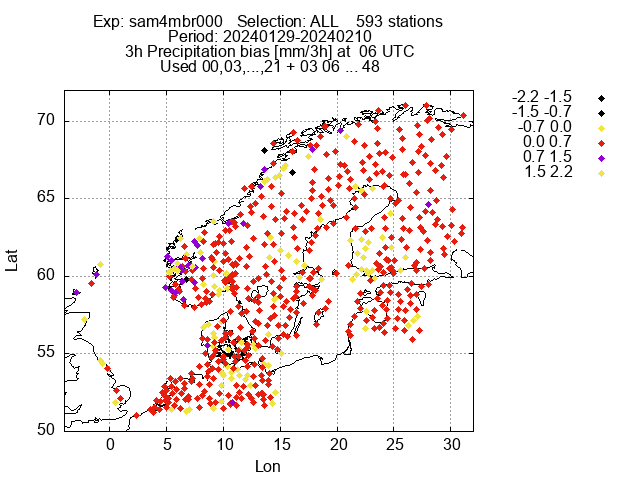 Exp: sam4mbr000   Selection: ALL    593 stations
Period: 20240129-20240210
3h Precipitation bias [mm/3h] at  06 UTC
Used 00,03,...,21 + 03 06 ... 48
-2.2 -1.5
-1.5 -0.7
-0.7 0.0
0.0 0.7
0.7 1.5
1.5 2.2
Lat
70
65
60
55
50
0 5 10 15 20 25 30
Lon